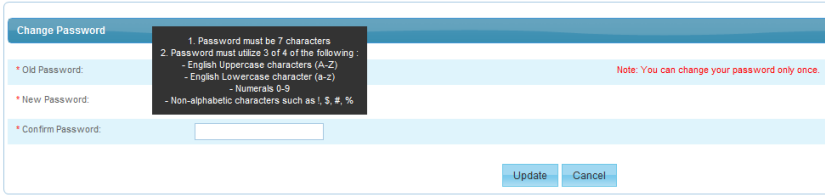 Change Password
1. Password must be 7 characters
2. Password must utilize 3 of 4 of the following :
- English Uppercase characters (A-Z)
- English Lowercase character (a-z)
- Numerals 0-9
- Non-alphabetic characters such as !, $, #, %
* Old Password:
Note: You can change your password only once.
* New Password:
* Confirm Password:
Update Cancel